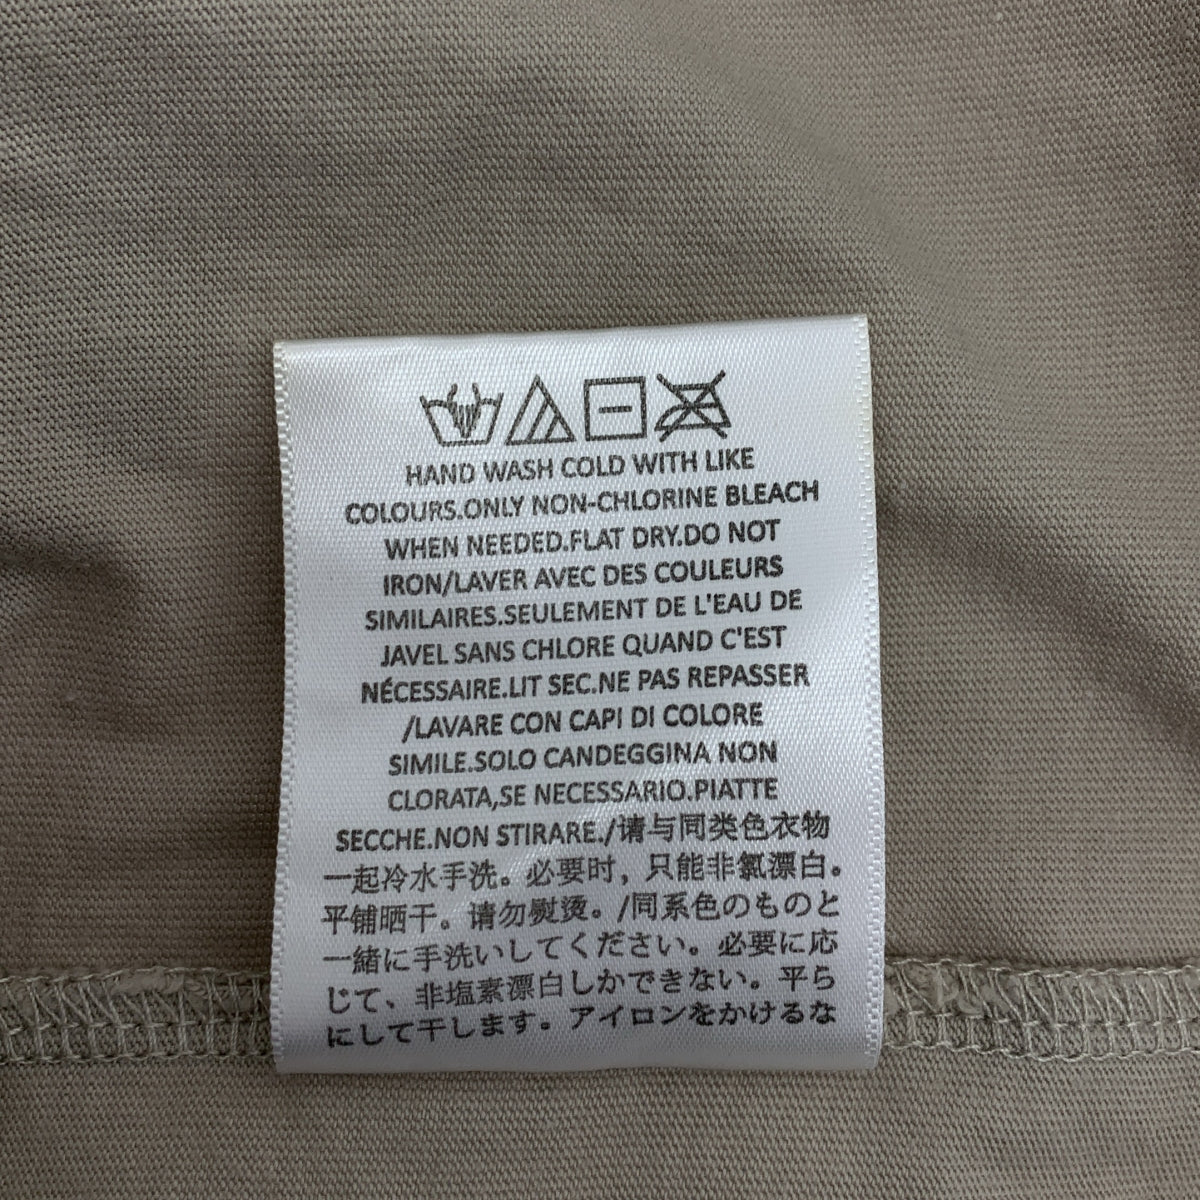 HAND WASH COLD WITH LIKE
COLOURS.ONLY NON-CHLORINE BLEACH
WHEN NEEDED.FLAT DRY.DO NOT
IRON/LAVER AVEC DES COULEURS
SIMILAIRES.SEULEMENT DE L'EAU DE
JAVEL SANS CHLORE QUAND C'EST
NÉCESSAIRE.LIT SEC.NE PAS REPASSER
/LAVARE CON CAPI DI COLORE
SIMILE.SOLO CANDEGGINA NON
CLORATA,SE NECESSARIO.PIATTE
SECCHE.NON STIRARE./请与同类色衣物
一起冷水手洗。必要时，只能非氯漂白。
平铺晒干。请勿熨烫。/同系色のものと
一緒に手洗いしてください。必要に応
じて、非塩素漂白しかできない。平ら
にして干します。アイロンをかけるな